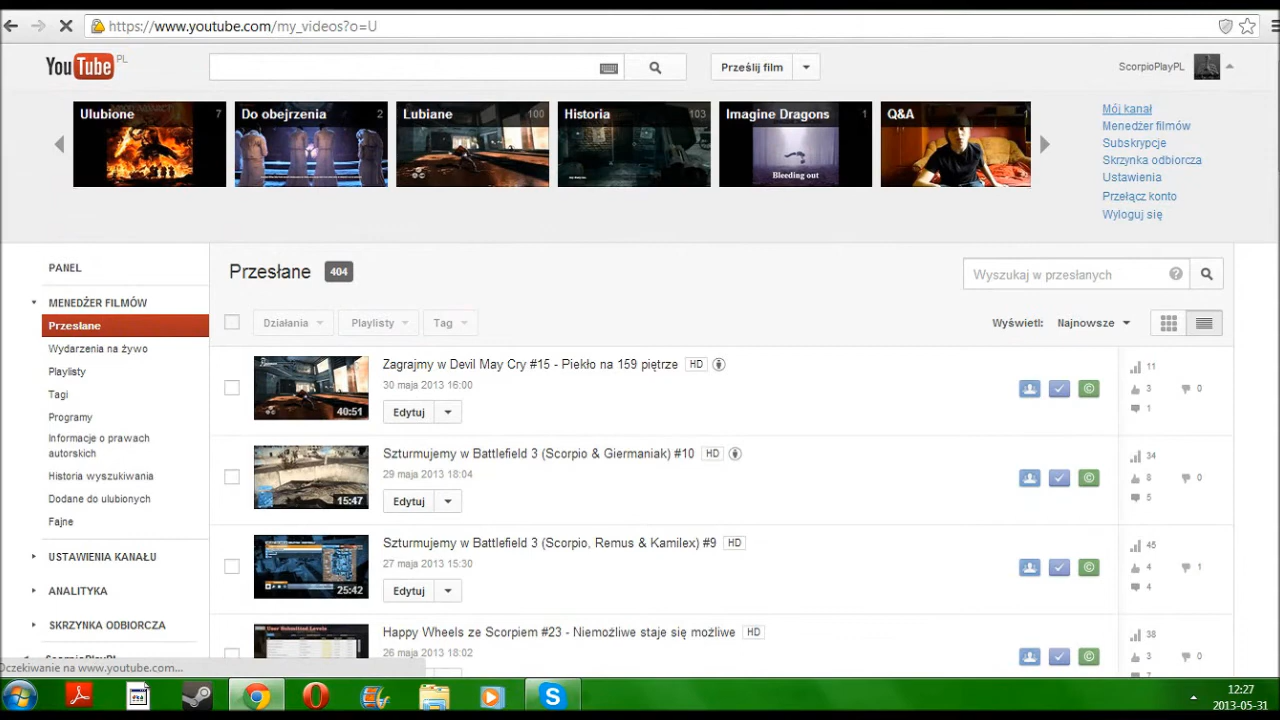 https://www.youtube.com/my_videos?o=U
YouTube PL
Prześlij film
ScorpioPlayPL
Ulubione 7
Do obejrzenia 2
Lubiane 100
Historia 103
Imagine Dragons 1
Bleeding out
Q&A 1
Mój kanał
Menedżer filmów
Subskrypcje
Skrzynka odbiorcza
Ustawienia
Przełącz konto
Wyloguj się
PANEL
MENEDŻER FILMÓW
Przesłane
Wydarzenia na żywo
Playlisty
Tagi
Programy
Informacje o prawach
autorskich
Historia wyszukiwania
Dodane do ulubionych
Fajne
USTAWIENIA KANAŁU
ANALITYKA
SKRZYNKA ODBIORCZA
ScorpioPlayPL
Oczekiwanie na www.youtube.com...
Przesłane 404
Wyszukaj w przesłanych ?
Działania
Playlisty
Tag
Wyświetl: Najnowsze
Zagrajmy w Devil May Cry #15 - Piekło na 159 piętrze HD
30 maja 2013 16:00
40:51
Edytuj
11
3 0
1
Szturmujemy w Battlefield 3 (Scorpio & Giermaniak) #10 HD
29 maja 2013 18:04
15:47
Edytuj
34
8 0
5
Szturmujemy w Battlefield 3 (Scorpio, Remus & Kamilex) #9 HD
27 maja 2013 15:30
25:42
Edytuj
45
4 1
4
Happy Wheels ze Scorpiem #23 - Niemożliwe staje się możliwe HD
26 maja 2013 18:02
User Submitted Levels
38
3 0
7
12:27
2013-05-31